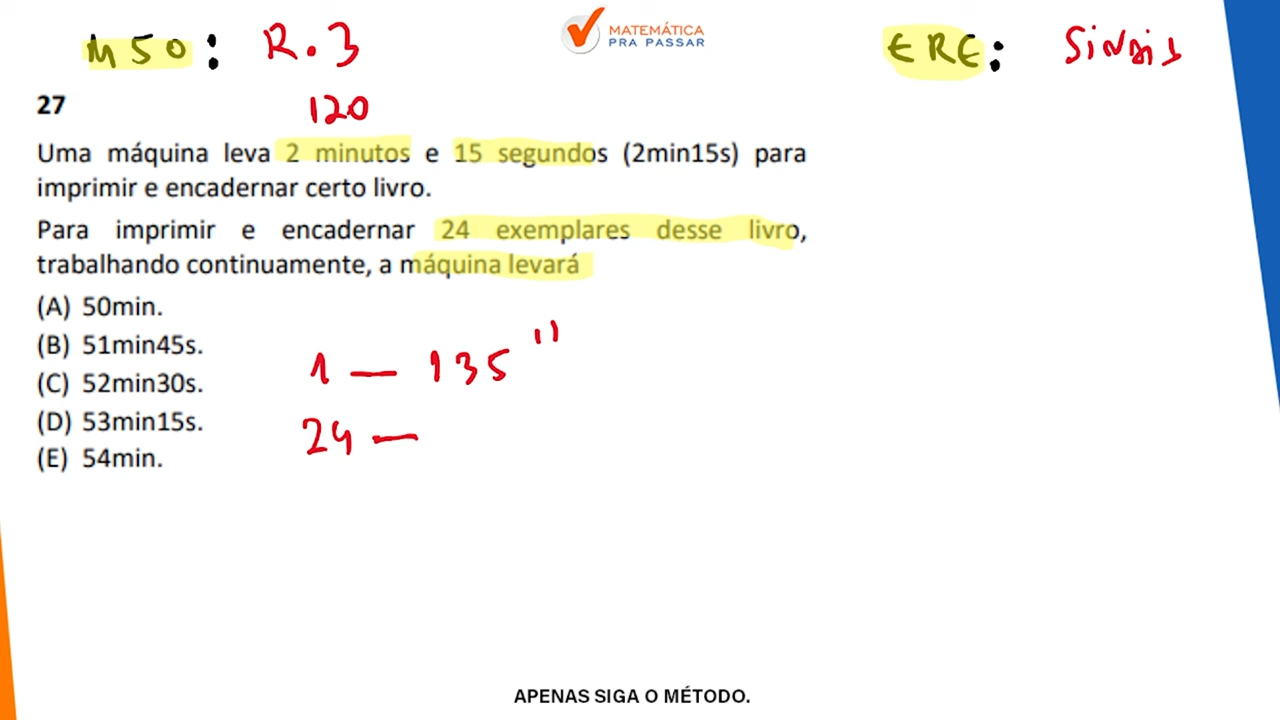 M50: R.3
MATEMÁTICA
PRA PASSAR
ERE: SiNAis
27
120
Uma máquina leva 2 minutos e 15 segundos (2min15s) para
imprimir e encadernar certo livro.
Para imprimir e encadernar 24 exemplares desse livro,
trabalhando continuamente, a máquina levará
(A) 50min.
(B) 51min45s.
(C) 52min30s.
(D) 53min15s.
(E) 54min.
1 — 135"
24 —
APENAS SIGA O MÉTODO.